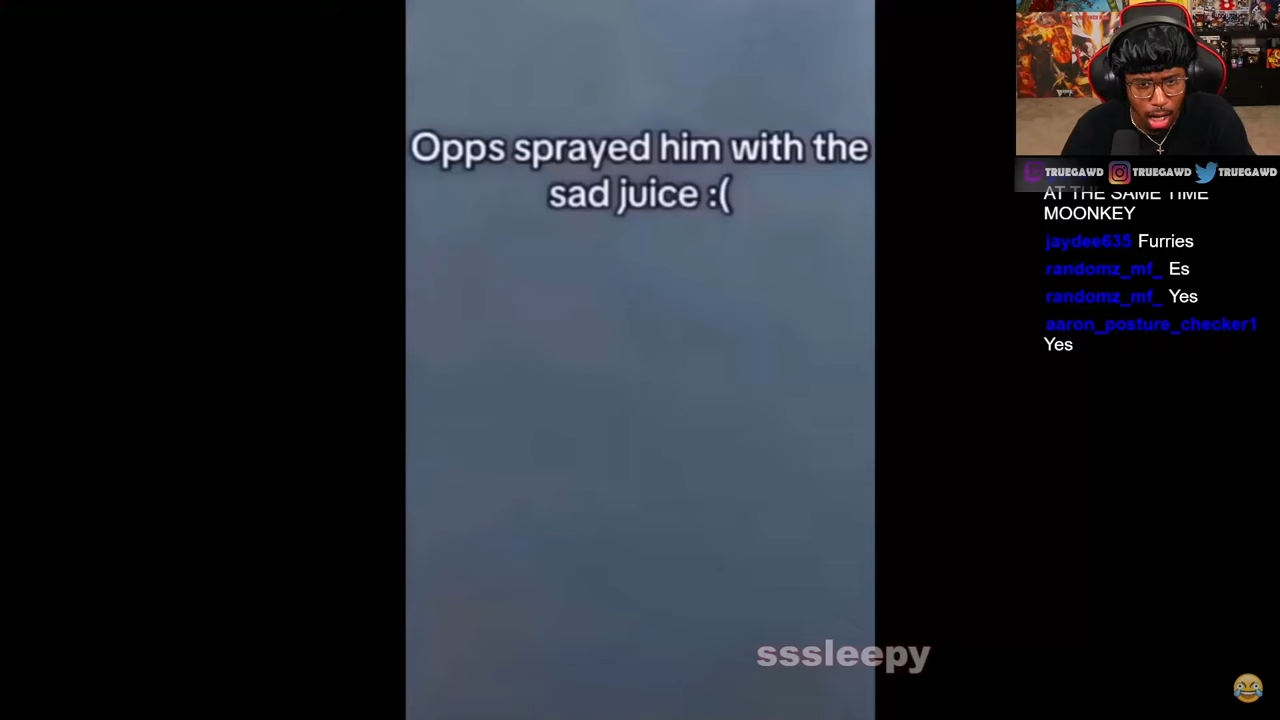 Opps sprayed him with the
sad juice :(
sssleepy
TRUEGAWD TRUEGAWD TRUEGAWD
AT THE SAME TIME
MOONKEY
jaydee635 Furries
randomz_mf_ Es
randomz_mf_ Yes
aaron_posture_checker1
Yes